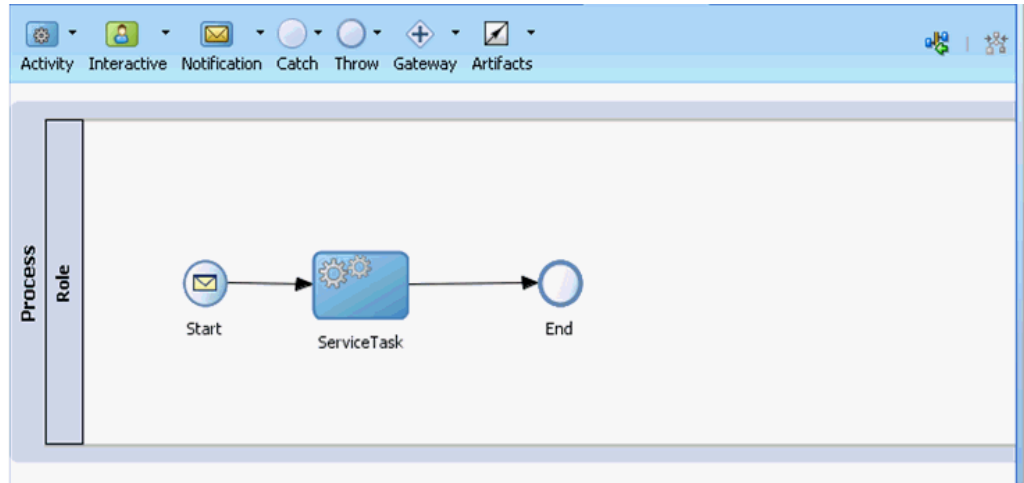 Activity Interactive Notification Catch Throw Gateway Artifacts
Process
Role
Start
ServiceTask
End